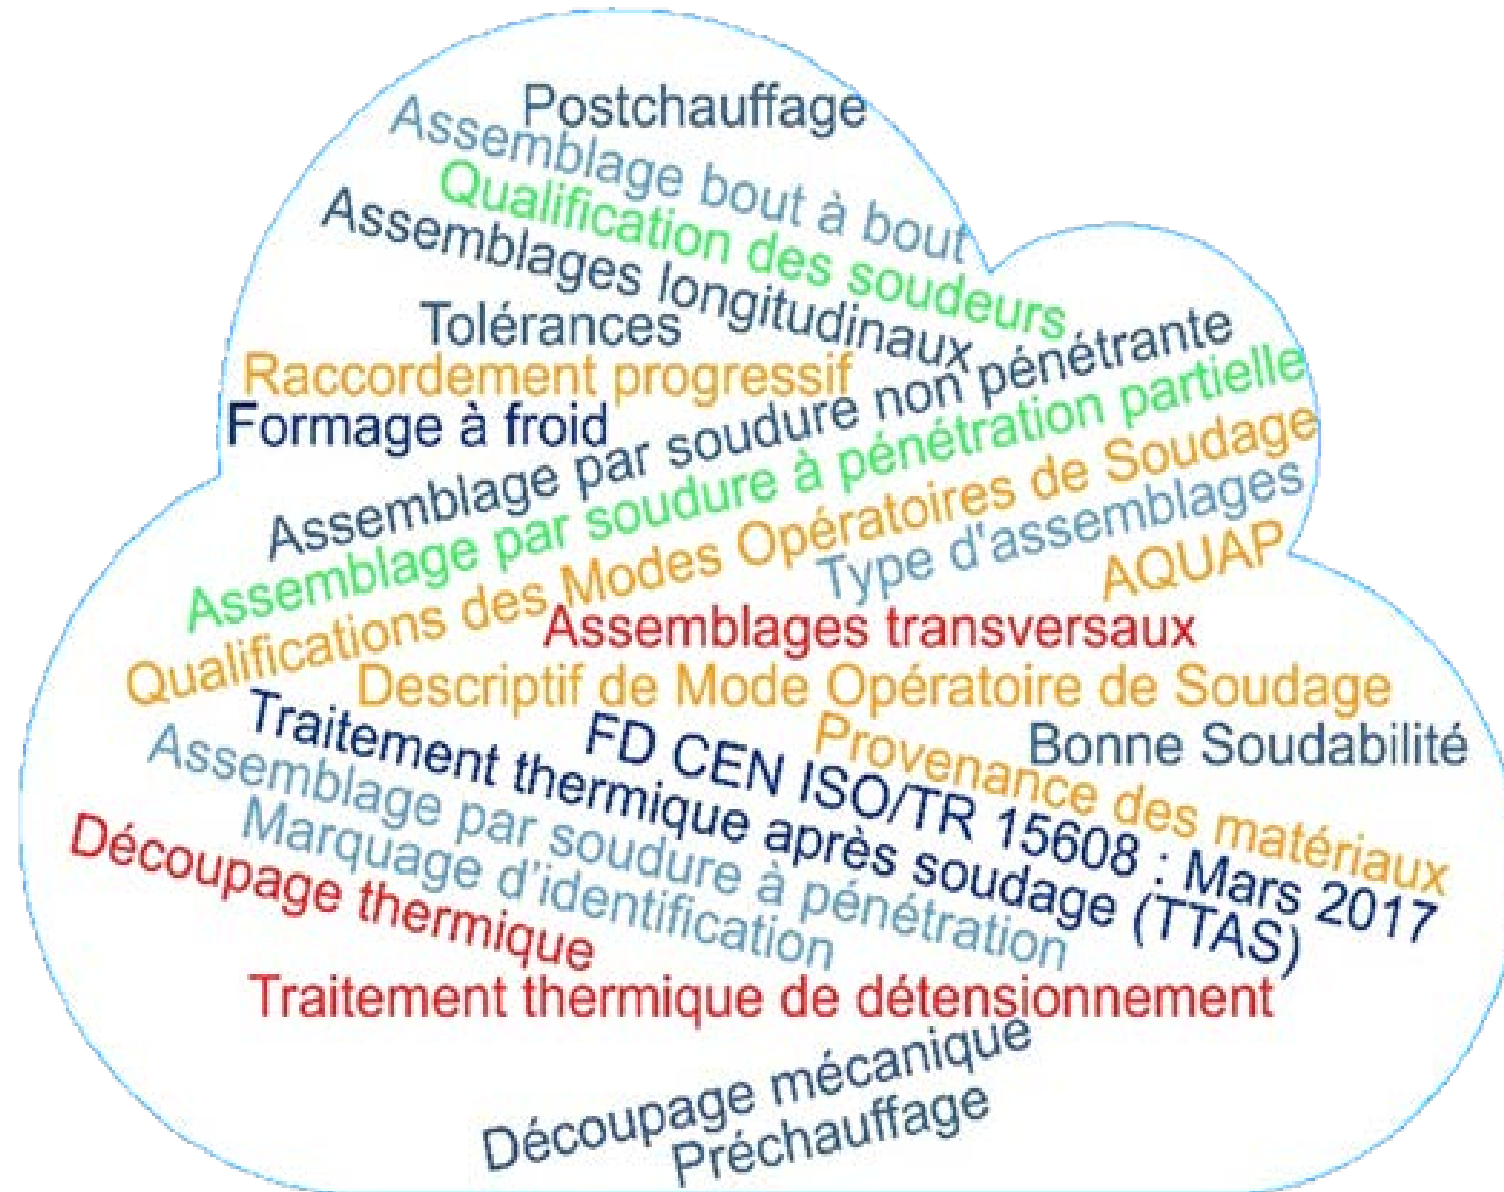 Postchauffage
Assemblage bout à bout
Qualification des soudeurs
Assemblages longitudinaux
Tolérances
Raccordement progressif
Formage à froid
Assemblage par soudure non pénétrante
Assemblage par soudure à pénétration partielle
Qualifications des Modes Opératoires de Soudage
Type d'assemblages
AQUAP
Assemblages transversaux
Descriptif de Mode Opératoire de Soudage
Traitement thermique après soudage (TTAS)
FD CEN ISO/TR 15608 : Mars 2017
Provenance des matériaux
Bonne Soudabilité
Assemblage par soudure à pénétration
Marquage d’identification
Découpage thermique
Traitement thermique de détensionnement
Découpage mécanique
Préchauffage